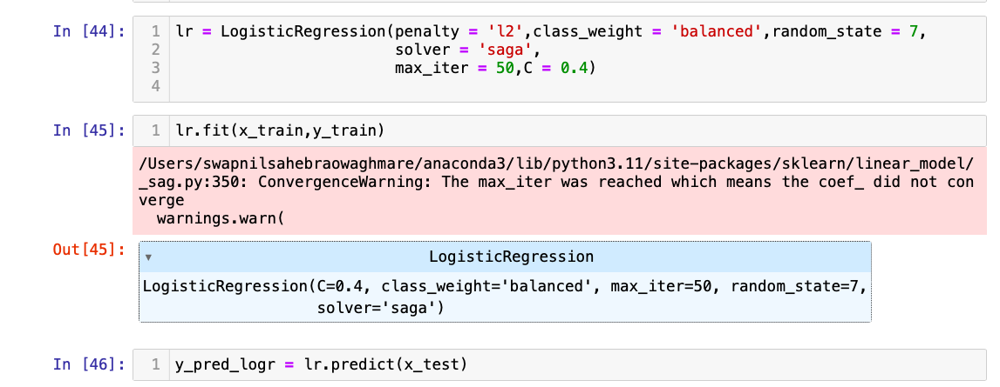 In [44]:
1 lr = LogisticRegression(penalty = 'l2',class_weight = 'balanced',random_state = 7,
2 solver = 'saga',
3 max_iter = 50,C = 0.4)
4
In [45]:
1 lr.fit(x_train,y_train)
/Users/swapnilsahebraowaghmare/anaconda3/lib/python3.11/site-packages/sklearn/linear_model/
_sag.py:350: ConvergenceWarning: The max_iter was reached which means the coef_ did not con
verge
warnings.warn(
Out[45]:
▾ LogisticRegression
LogisticRegression(C=0.4, class_weight='balanced', max_iter=50, random_state=7,
solver='saga')
In [46]:
1 y_pred_logr = lr.predict(x_test)